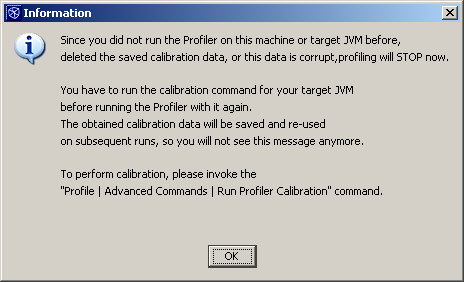 Information
Since you did not run the Profiler on this machine or target JVM before,
deleted the saved calibration data, or this data is corrupt,profiling will STOP now.
You have to run the calibration command for your target JVM
before running the Profiler with it again.
The obtained calibration data will be saved and re-used
on subsequent runs, so you will not see this message anymore.
To perform calibration, please invoke the
"Profile | Advanced Commands | Run Profiler Calibration" command.
OK